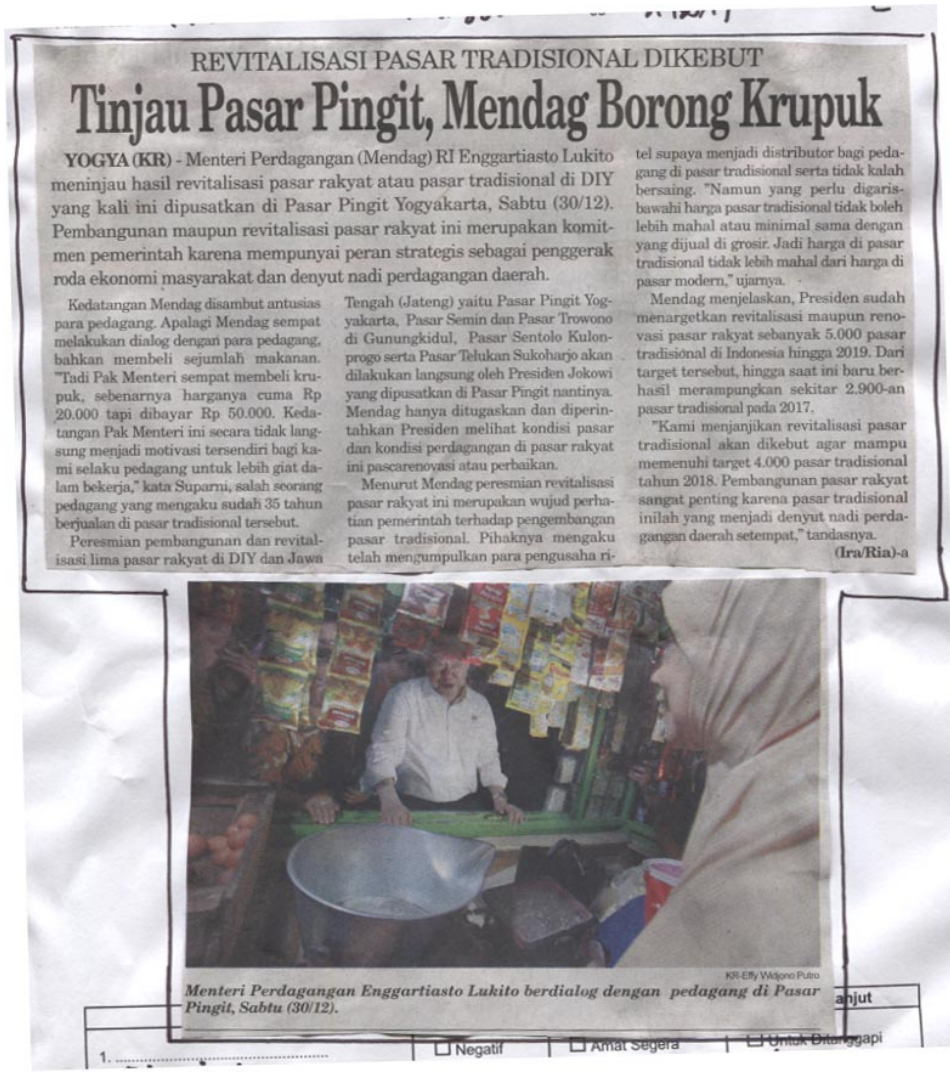 REVITALISASI PASAR TRADISIONAL DIKEBUT
Tinjau Pasar Pingit, Mendag Borong Krupuk
YOGYA (KR) - Menteri Perdagangan (Mendag) RI Enggartiasto Lukito
meninjau hasil revitalisasi pasar rakyat atau pasar tradisional di DIY
yang kali ini dipusatkan di Pasar Pingit Yogyakarta, Sabtu (30/12).
Pembangunan maupun revitalisasi pasar rakyat ini merupakan komit-
men pemerintah karena mempunyai peran strategis sebagai penggerak
roda ekonomi masyarakat dan denyut nadi perdagangan daerah.
Kedatangan Mendag disambut antusias
para pedagang. Apalagi Mendag sempat
melakukan dialog dengan para pedagang,
bahkan membeli sejumlah makanan.
"Tadi Pak Menteri sempat membeli kru-
puk, sebenarnya harganya cuma Rp
20.000 tapi dibayar Rp 50.000. Keda-
tangan Pak Menteri ini secara tidak lang-
sung menjadi motivasi tersendiri bagi ka-
mi selaku pedagang untuk lebih giat da-
lam bekerja," kata Suparni, salah seorang
pedagang yang mengaku sudah 35 tahun
berjualan di pasar tradisional tersebut.
Peresmian pembangunan dan revital-
isasi lima pasar rakyat di DIY dan Jawa
Tengah (Jateng) yaitu Pasar Pingit Yog-
yakarta, Pasar Semin dan Pasar Trowono
di Gunungkidul, Pasar Sentolo Kulon-
progo serta Pasar Telukan Sukoharjo akan
dilakukan langsung oleh Presiden Jokowi
yang dipusatkan di Pasar Pingit nantinya.
Mendag hanya ditugaskan dan diperin-
tahkan Presiden melihat kondisi pasar
dan kondisi perdagangan di pasar rakyat
ini pascarenovasi atau perbaikan.
Menurut Mendag peresmian revitalisasi
pasar rakyat ini merupakan wujud perha-
tian pemerintah terhadap pengembangan
pasar tradisional. Pihaknya mengaku
telah mengumpulkan para pengusaha ri-
tel supaya menjadi distributor bagi peda-
gang di pasar tradisional serta tidak kalah
bersaing. "Namun yang perlu digaris-
bawahi harga pasar tradisional tidak boleh
lebih mahal atau minimal sama dengan
yang dijual di grosir. Jadi harga di pasar
tradisional tidak lebih mahal dari harga di
pasar modern," ujarnya.
Mendag menjelaskan, Presiden sudah
menargetkan revitalisasi maupun reno-
vasi pasar rakyat sebanyak 5.000 pasar
tradisional di Indonesia hingga 2019. Dari
target tersebut, hingga saat ini baru ber-
hasil merampungkan sekitar 2.900-an
pasar tradisional pada 2017.
"Kami menjanjikan revitalisasi pasar
tradisional akan dikebut agar mampu
memenuhi target 4.000 pasar tradisional
tahun 2018. Pembangunan pasar rakyat
sangat penting karena pasar tradisional
inilah yang menjadi denyut nadi perda-
gangan daerah setempat," tandasnya.
(Ira/Ria)-a
KR-Effy Widjono Putro
Menteri Perdagangan Enggartiasto Lukito berdialog dengan pedagang di Pasar
Pingit, Sabtu (30/12).
anjut
1. Negatif Amat Segera Untuk Ditanggapi